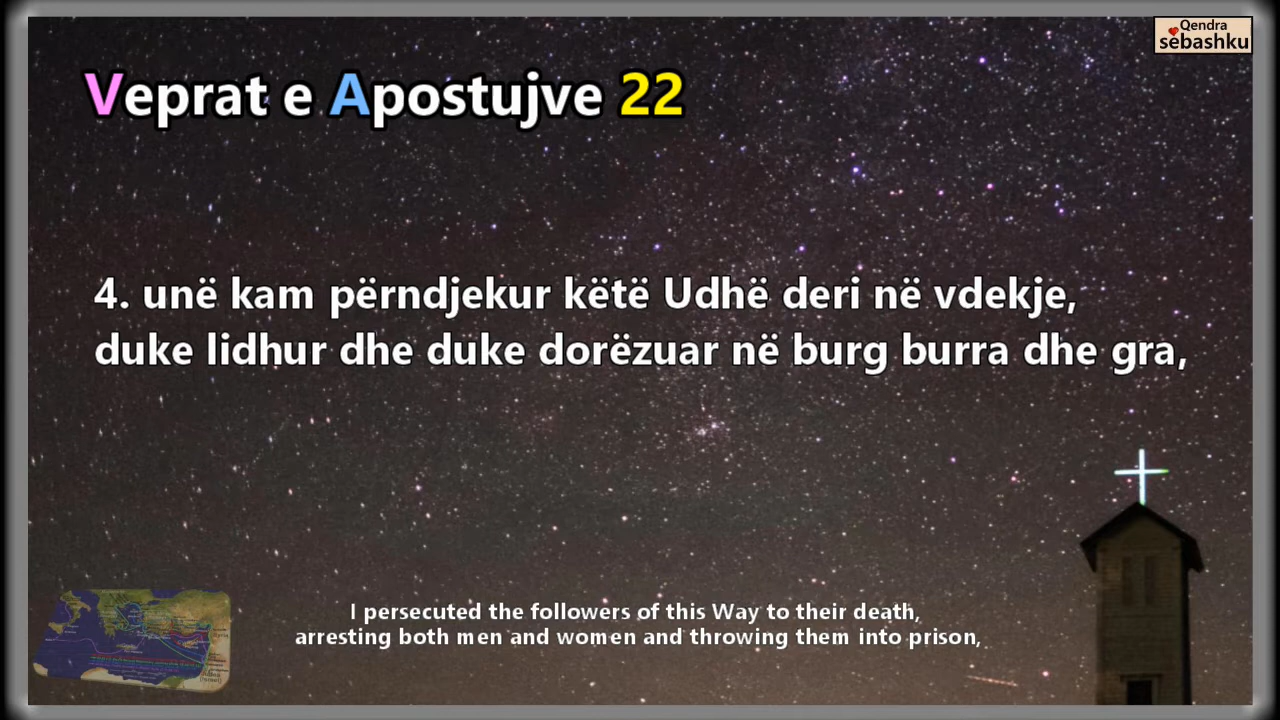 Qendra
sëbashku
Veprat e Apostujve 22
4. unë kam përndjekur këtë Udhë deri në vdekje,
duke lidhur dhe duke dorëzuar në burg burra dhe gra,
I persecuted the followers of this Way to their death,
arresting both men and women and throwing them into prison,